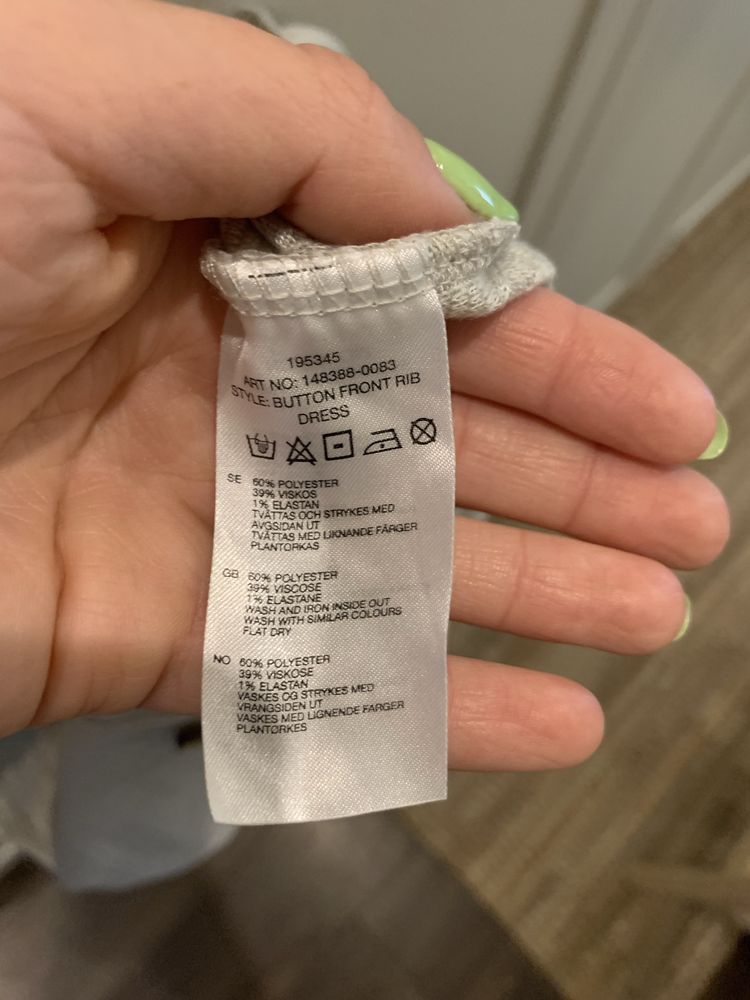 195345
ART NO: 148388-0083
STYLE: BUTTON FRONT RIB
DRESS
SE 60% POLYESTER
39% VISKOS
1% ELASTAN
TVÄTTAS OCH STRYKES MED
AVGSIDAN UT
TVÄTTAS MED LIKNANDE FÄRGER
PLANTORKAS
GB 60% POLYESTER
39% VISCOSE
1% ELASTANE
WASH AND IRON INSIDE OUT
WASH WITH SIMILAR COLOURS
FLAT DRY
NO 60% POLYESTER
39% VISKOSE
1% ELASTAN
VASKES OG STRYKES MED
VRANGSIDEN UT
VASKES MED LIGNENDE FARGER
PLANTØRKES